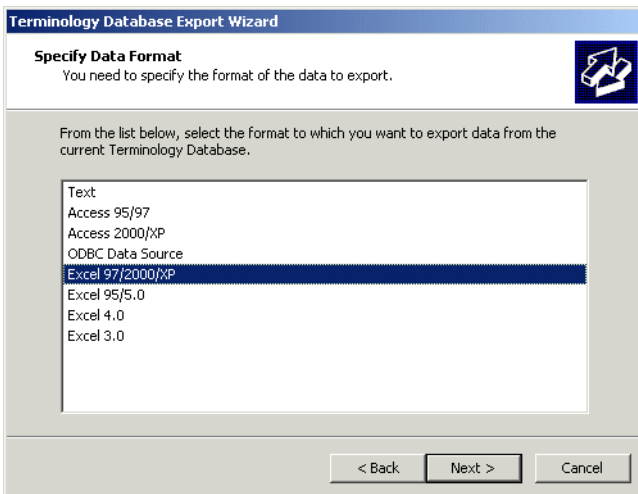 Terminology Database Export Wizard
Specify Data Format
You need to specify the format of the data to export.
From the list below, select the format to which you want to export data from the
current Terminology Database.
Text
Access 95/97
Access 2000/XP
ODBC Data Source
Excel 97/2000/XP
Excel 95/5.0
Excel 4.0
Excel 3.0
< Back
Next >
Cancel